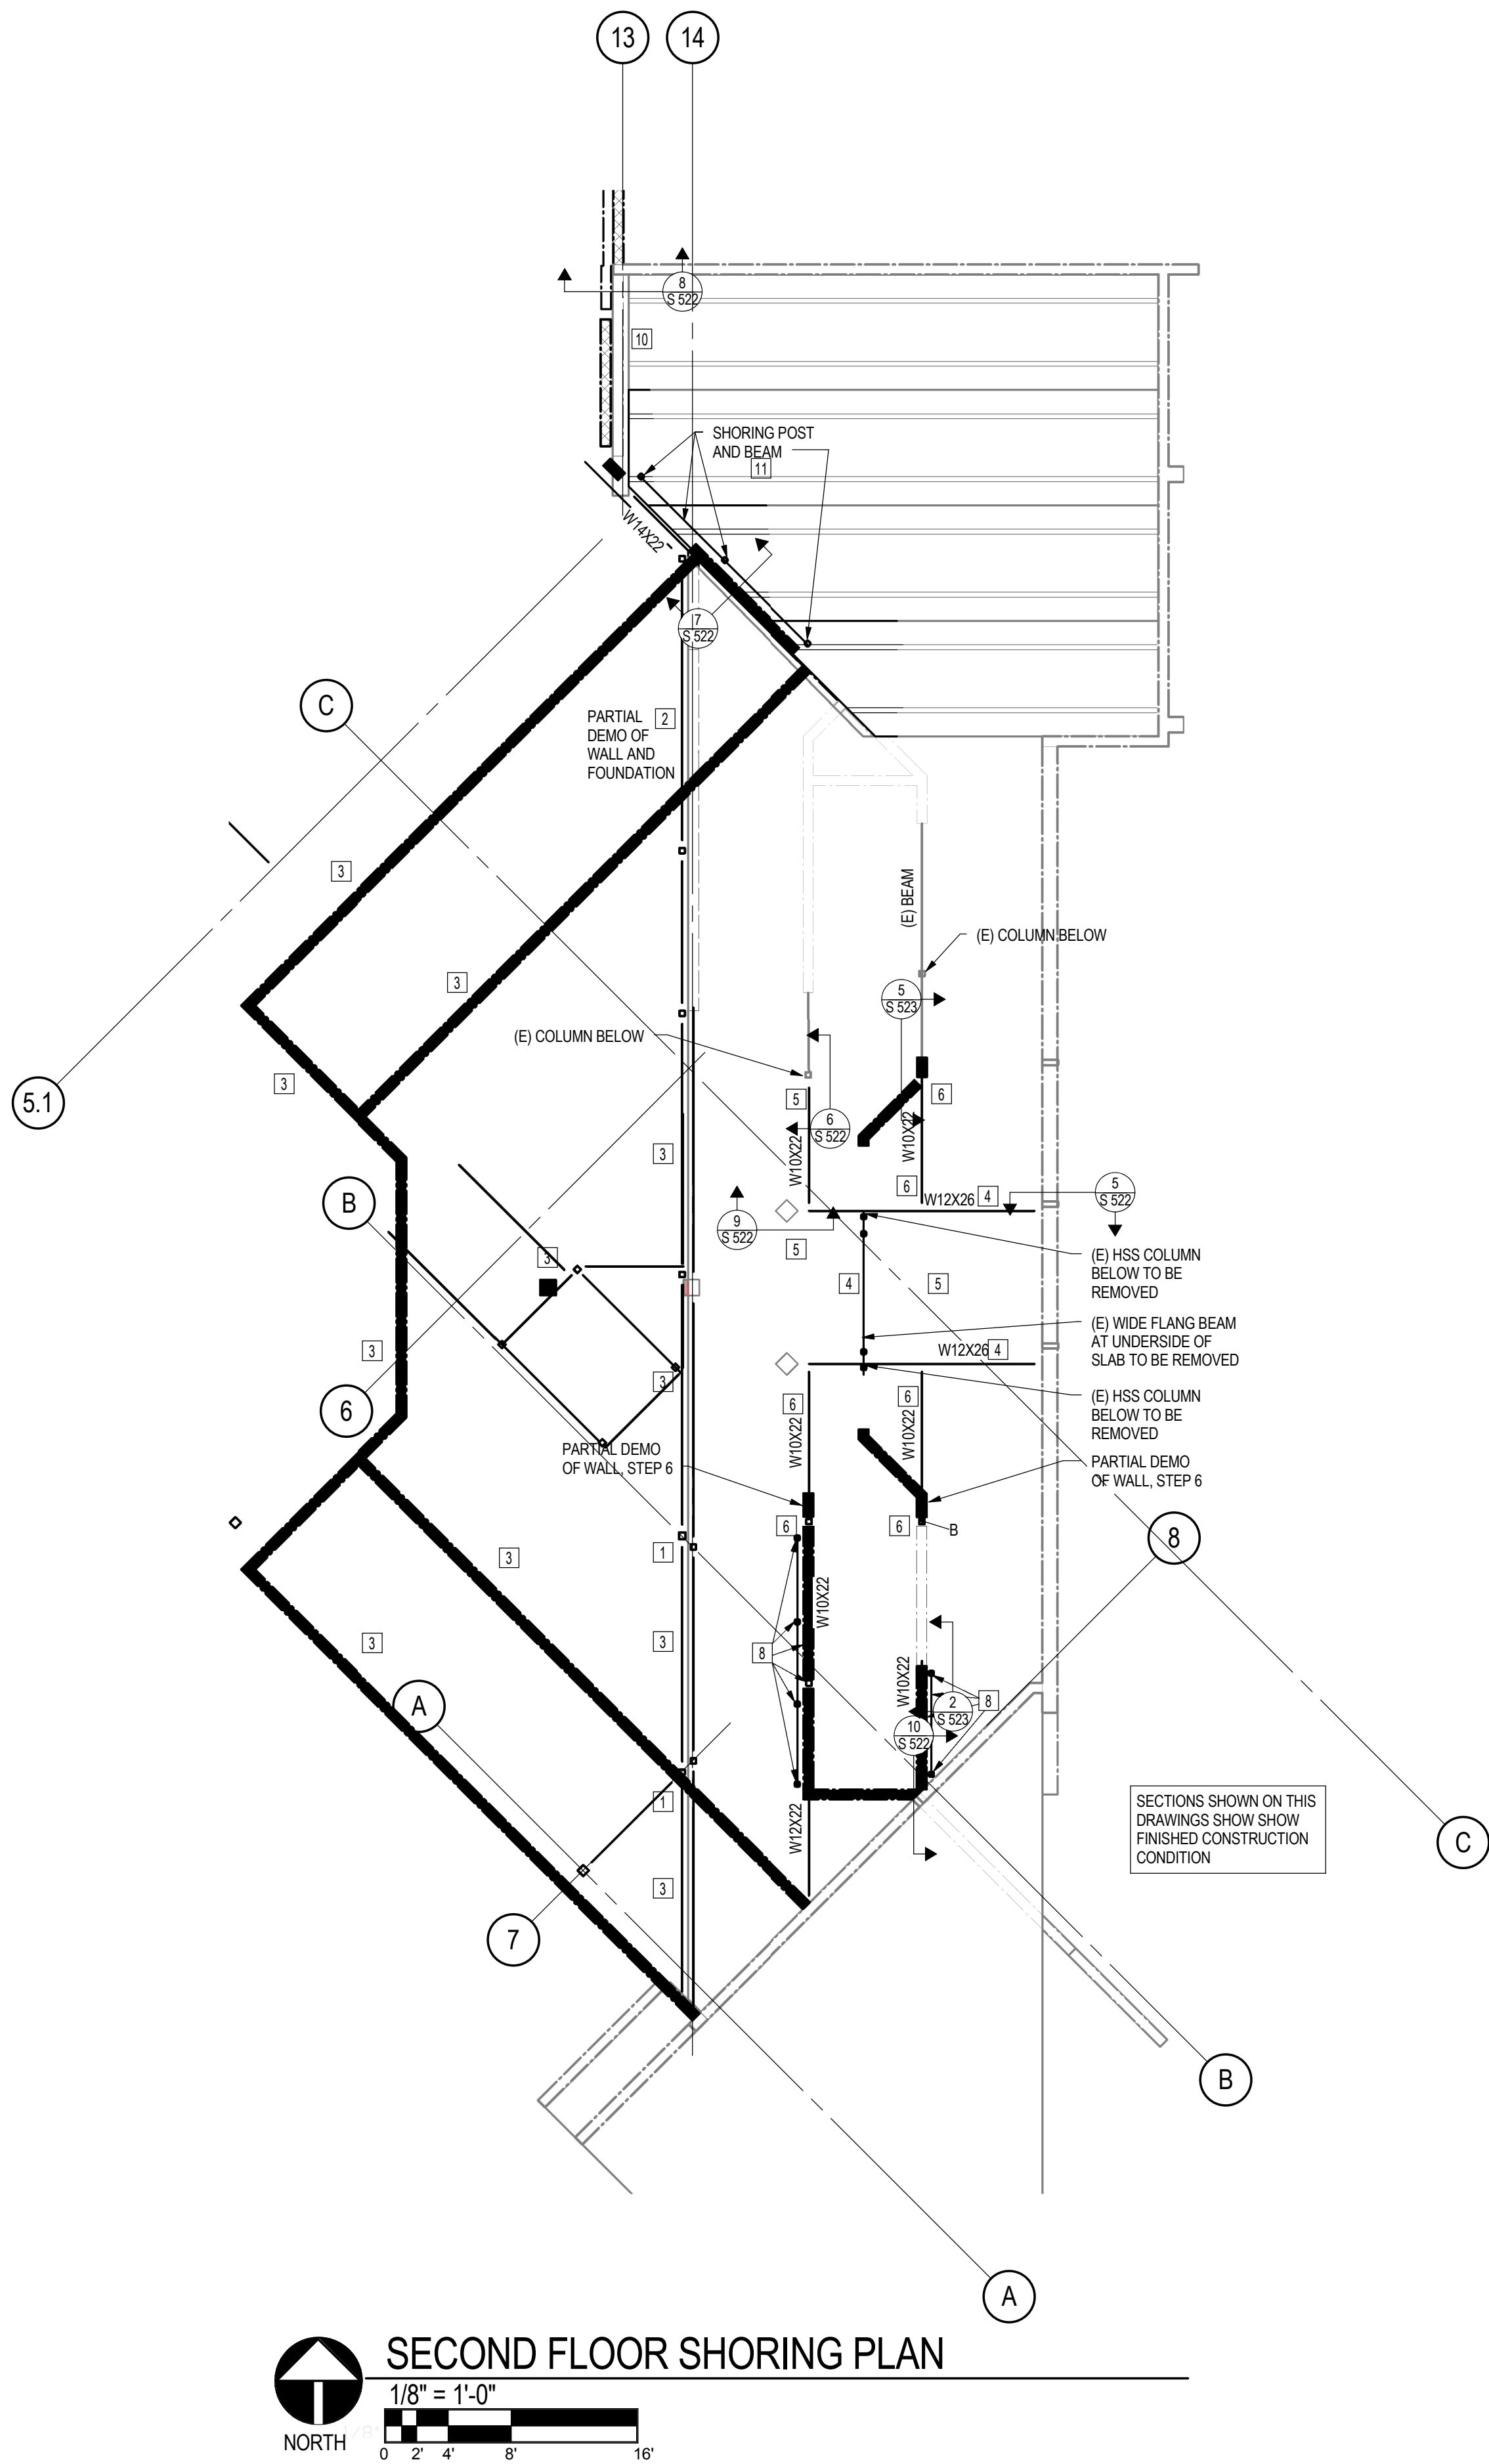 13
14
8
S 522
10
SHORING POST
AND BEAM
11
W14X22
7
S 522
C
PARTIAL
DEMO OF
WALL AND
FOUNDATION
2
3
(E) BEAM
(E) COLUMN BELOW
3
5
S 523
(E) COLUMN BELOW
3
5.1
5
6
6
S 522
W10X22
W10X22
3
B
6
W12X26
4
5
S 522
9
S 522
5
(E) HSS COLUMN
BELOW TO BE
REMOVED
3
4
5
(E) WIDE FLANG BEAM
AT UNDERSIDE OF
SLAB TO BE REMOVED
3
W12X26
4
3
6
6
6
(E) HSS COLUMN
BELOW TO BE
REMOVED
W10X22
W10X22
PARTIAL DEMO
OF WALL, STEP 6
PARTIAL DEMO
OF WALL, STEP 6
6
6
B
8
1
3
W10X22
3
3
8
W10X22
8
A
2
S 523
10
S 522
1
W12X22
SECTIONS SHOWN ON THIS
DRAWINGS SHOW SHOW
FINISHED CONSTRUCTION
CONDITION
C
3
7
B
A
SECOND FLOOR SHORING PLAN
1/8" = 1'-0"
NORTH
1/8"
0 2' 4' 8' 16'